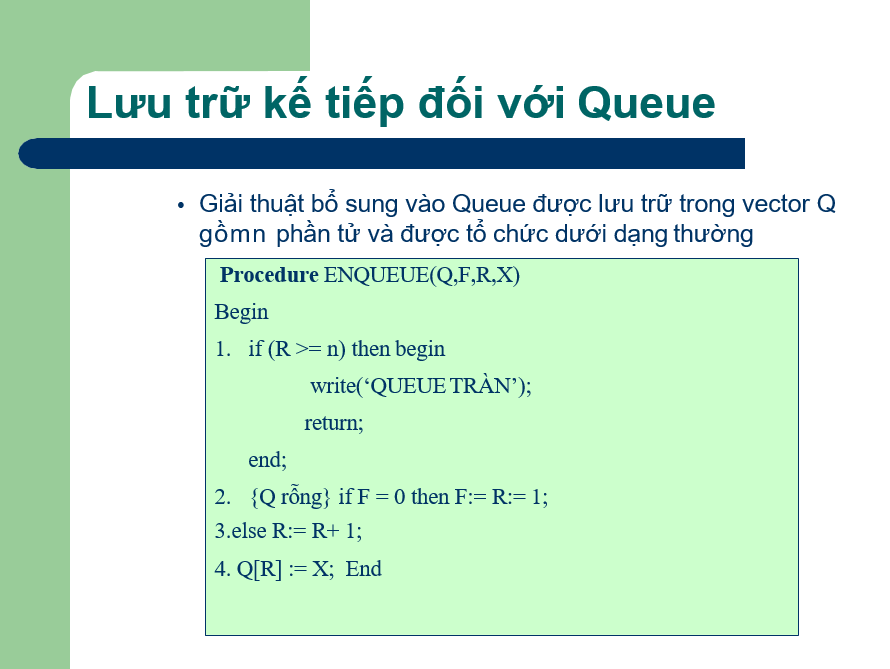 Lưu trữ kế tiếp đối với Queue
• Giải thuật bổ sung vào Queue được lưu trữ trong vector Q
gồm n phần tử và được tổ chức dưới dạng thường
Procedure ENQUEUE(Q,F,R,X)
Begin
1. if (R >= n) then begin
write(‘QUEUE TRÀN’);
return;
end;
2. {Q rỗng} if F = 0 then F:= R:= 1;
3.else R:= R+ 1;
4. Q[R] := X; End